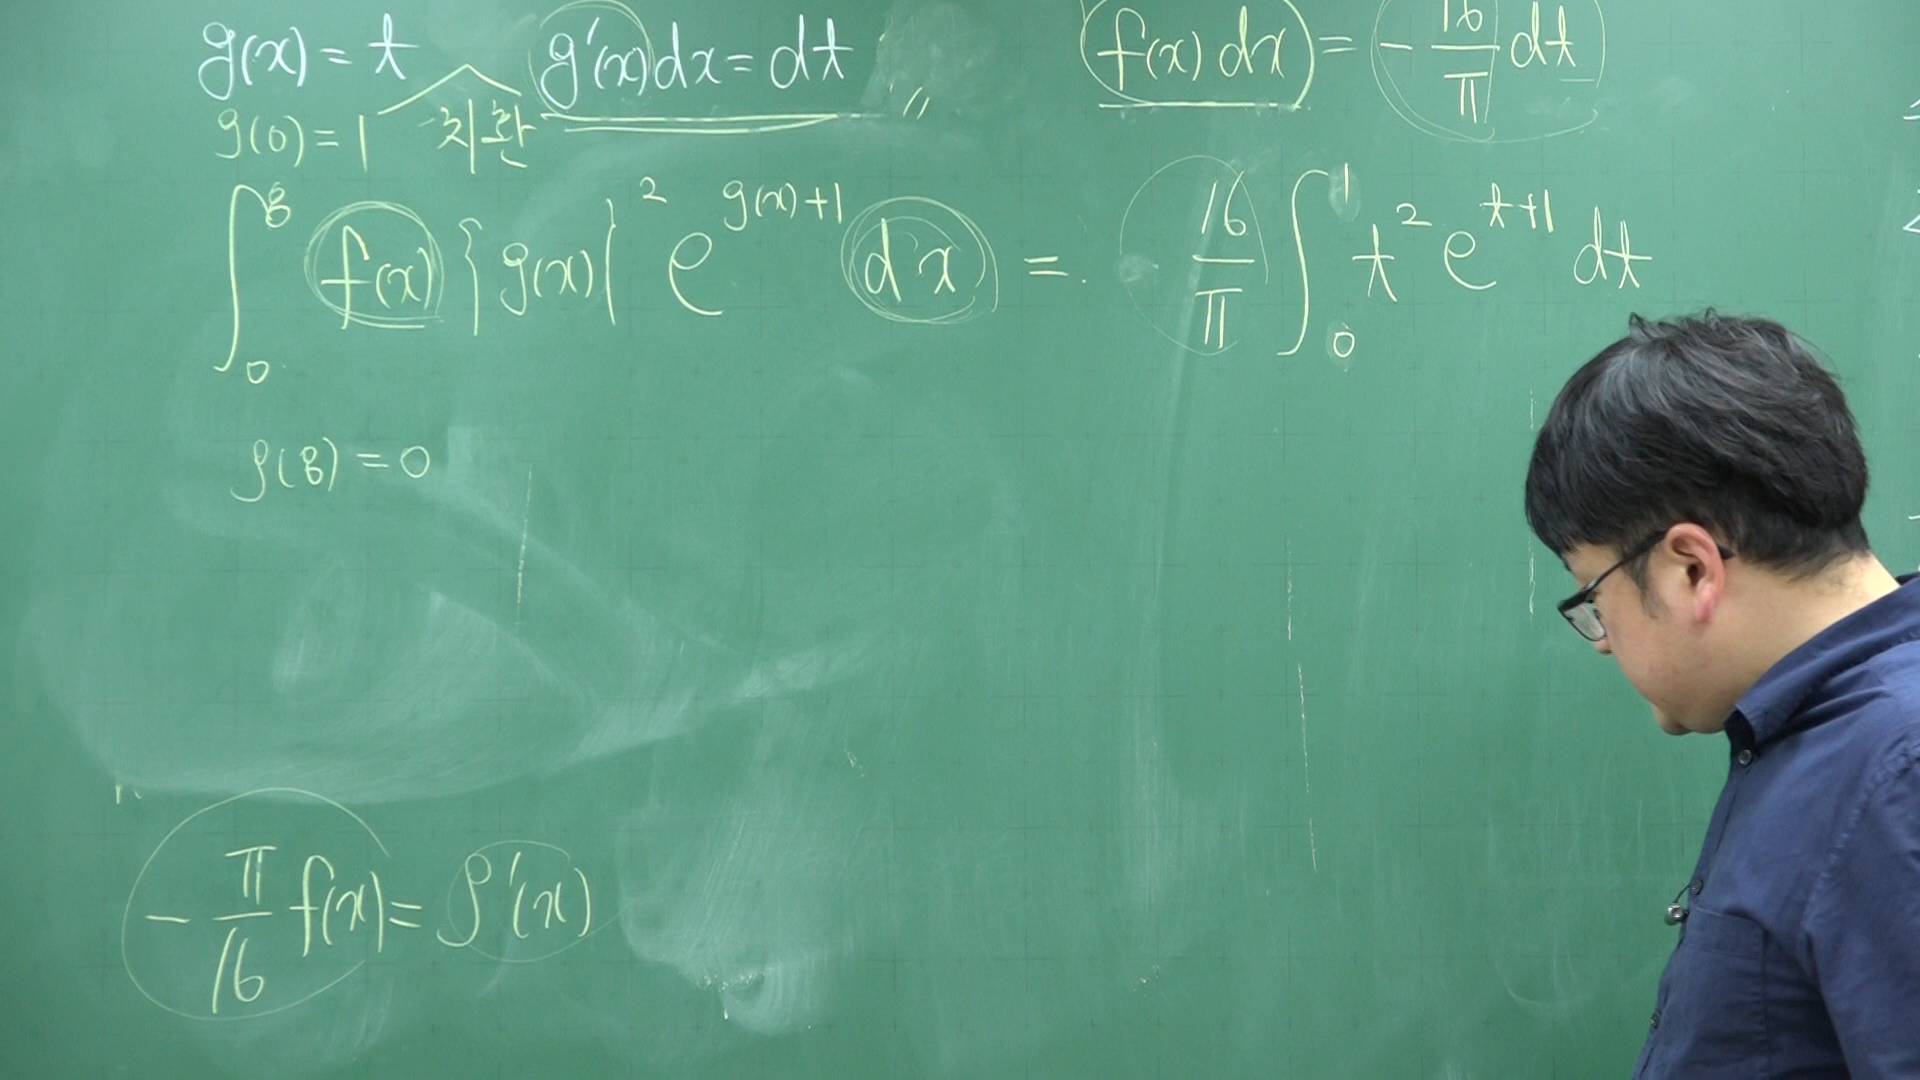 g(x) = t g'(x)dx = dt f(x) dx = - 16/π dt
g(0) = 1 치환
∫₀⁸ f(x) {g(x)}² e^{g(x)+1} dx = 16/π ∫₀¹ t² e^{t+1} dt
g(8) = 0
- π/16 f(x) = g'(x)